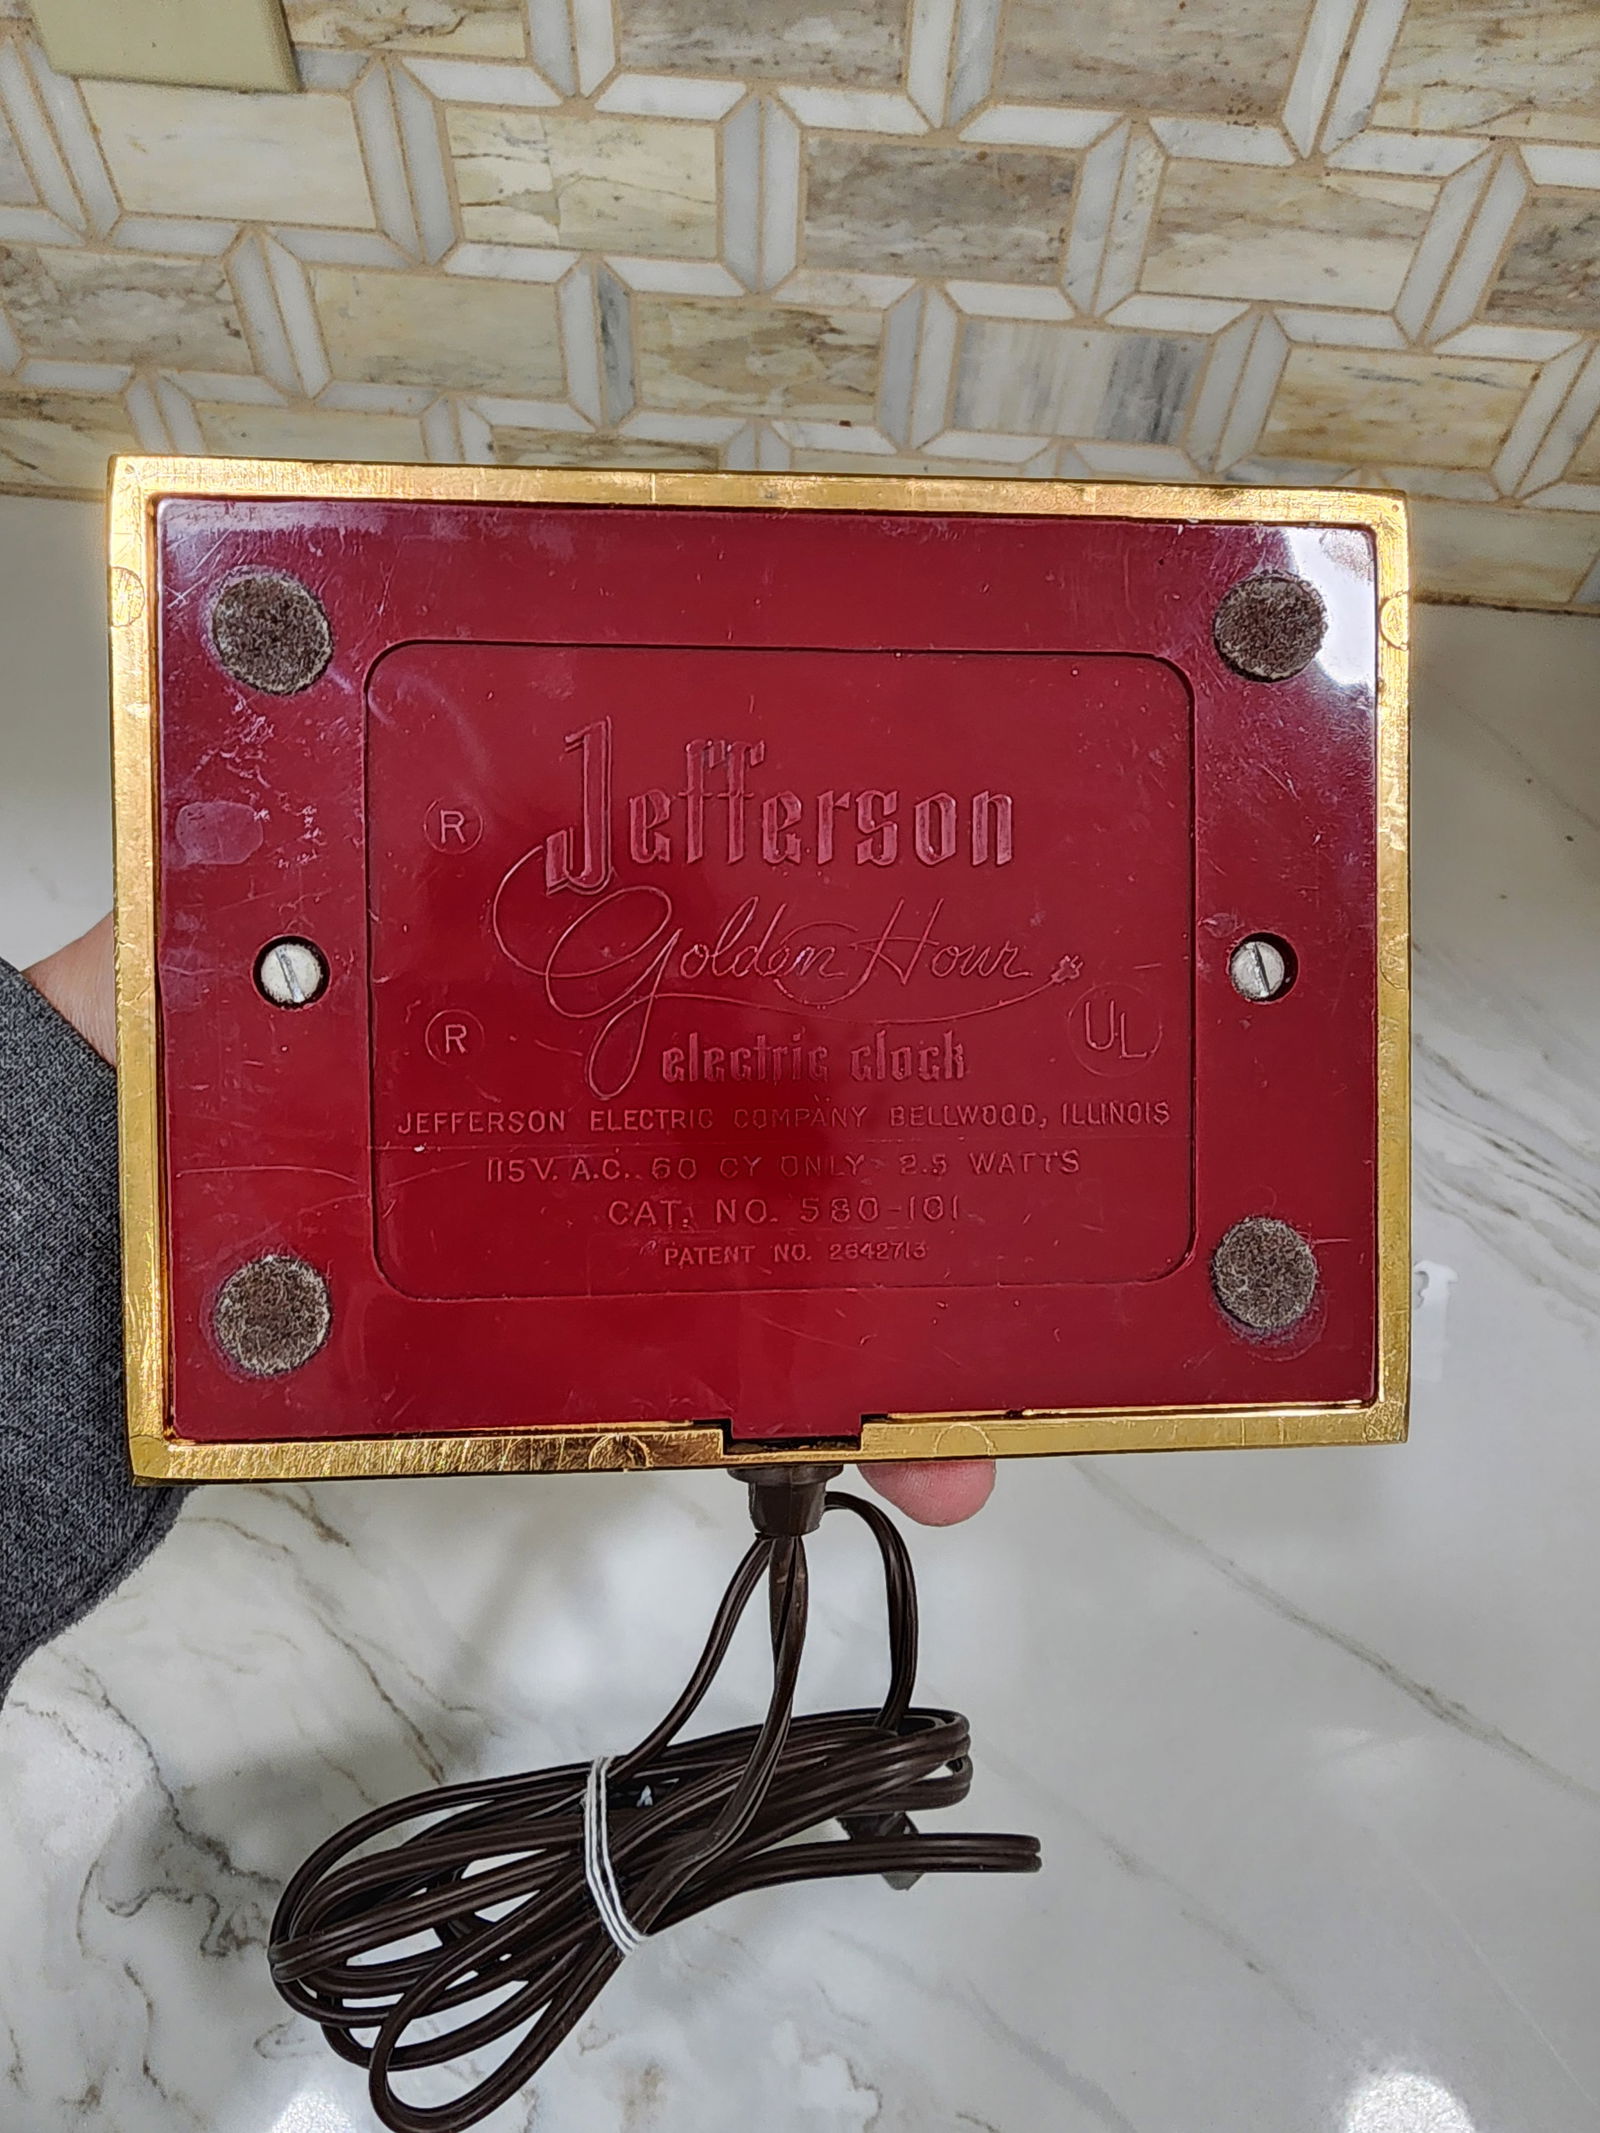 ® Jefferson
Golden Hour
® electric clock UL
JEFFERSON ELECTRIC COMPANY BELLWOOD, ILLINOIS
115 V. A.C. 60 CY ONLY 2.5 WATTS
CAT. NO. 580-101
PATENT NO. 2642713